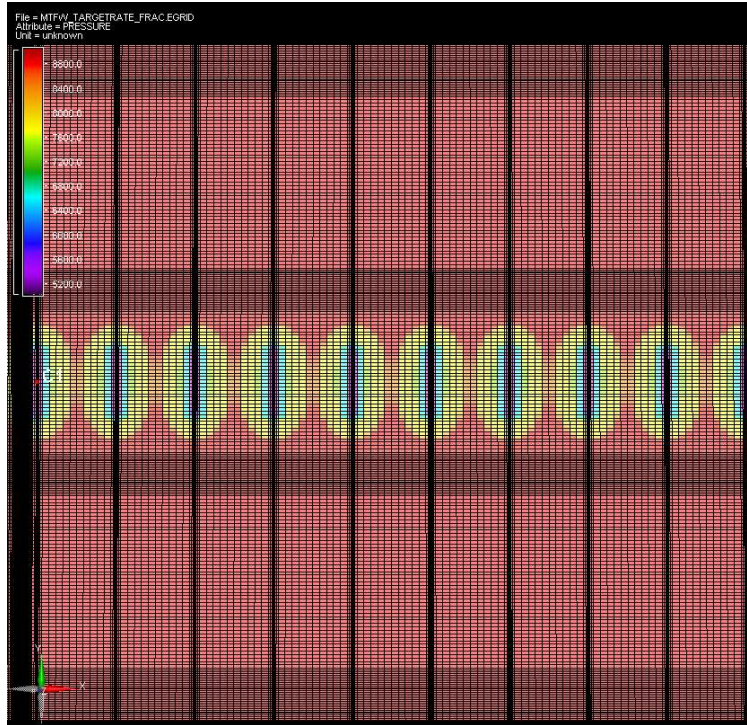 File = MTFW_TARGETRATE_FRAC.EGRID
Attribute = PRESSURE
Unit = unknown
8800.0
8400.0
8000.0
7600.0
7200.0
6800.0
6400.0
6000.0
5600.0
5200.0
C1
Y
Z
X